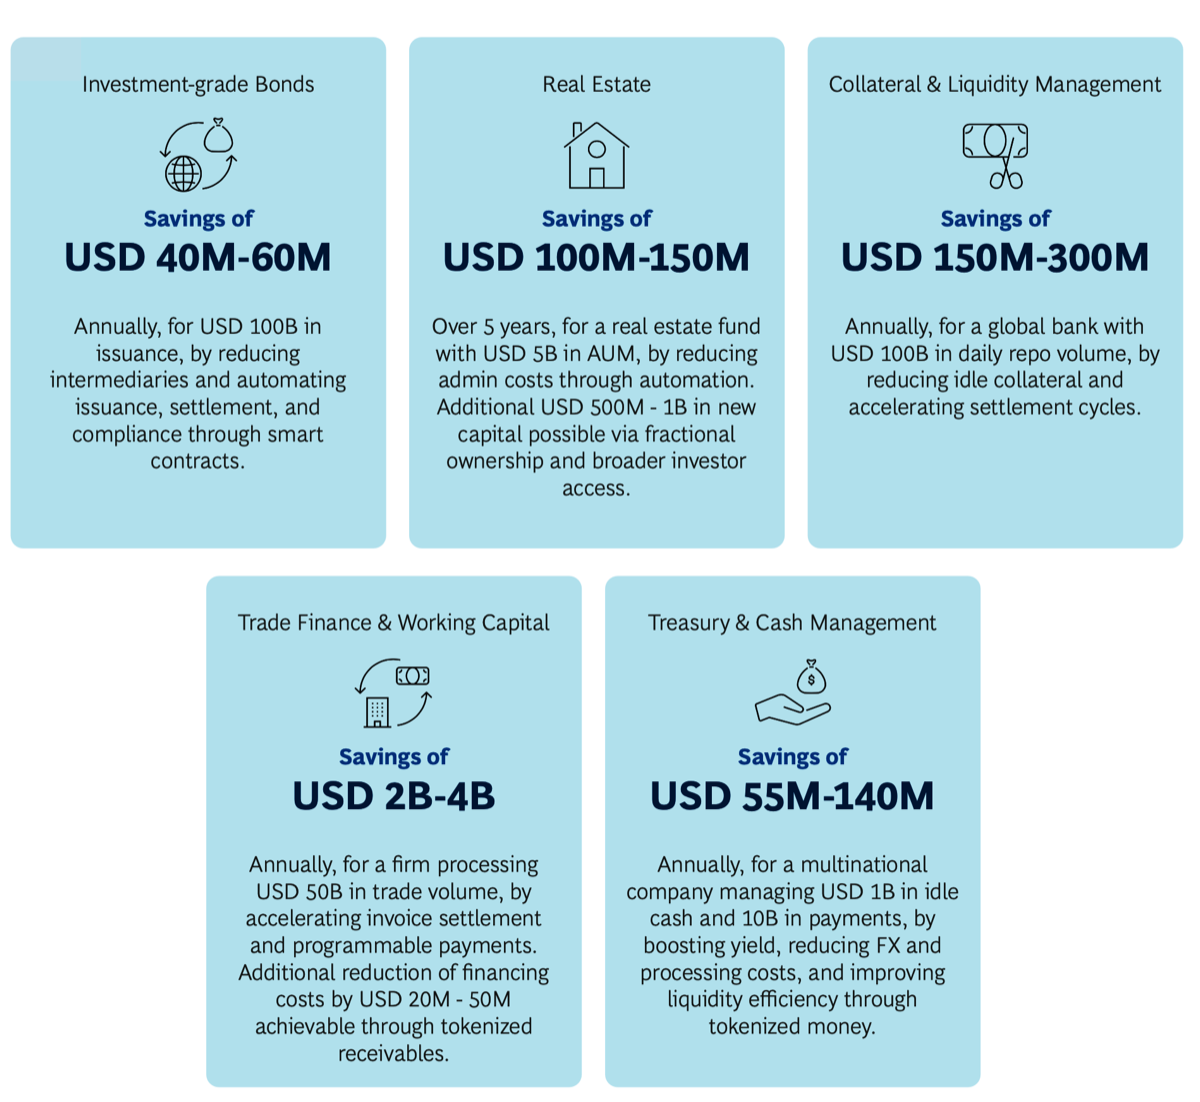 Investment-grade Bonds
Savings of
USD 40M-60M
Annually, for USD 100B in
issuance, by reducing
intermediaries and automating
issuance, settlement, and
compliance through smart
contracts.
Real Estate
Savings of
USD 100M-150M
Over 5 years, for a real estate fund
with USD 5B in AUM, by reducing
admin costs through automation.
Additional USD 500M - 1B in new
capital possible via fractional
ownership and broader investor
access.
Collateral & Liquidity Management
Savings of
USD 150M-300M
Annually, for a global bank with
USD 100B in daily repo volume, by
reducing idle collateral and
accelerating settlement cycles.
Trade Finance & Working Capital
Savings of
USD 2B-4B
Annually, for a firm processing
USD 50B in trade volume, by
accelerating invoice settlement
and programmable payments.
Additional reduction of financing
costs by USD 20M - 50M
achievable through tokenized
receivables.
Treasury & Cash Management
$
Savings of
USD 55M-140M
Annually, for a multinational
company managing USD 1B in idle
cash and 10B in payments, by
boosting yield, reducing FX and
processing costs, and improving
liquidity efficiency through
tokenized money.